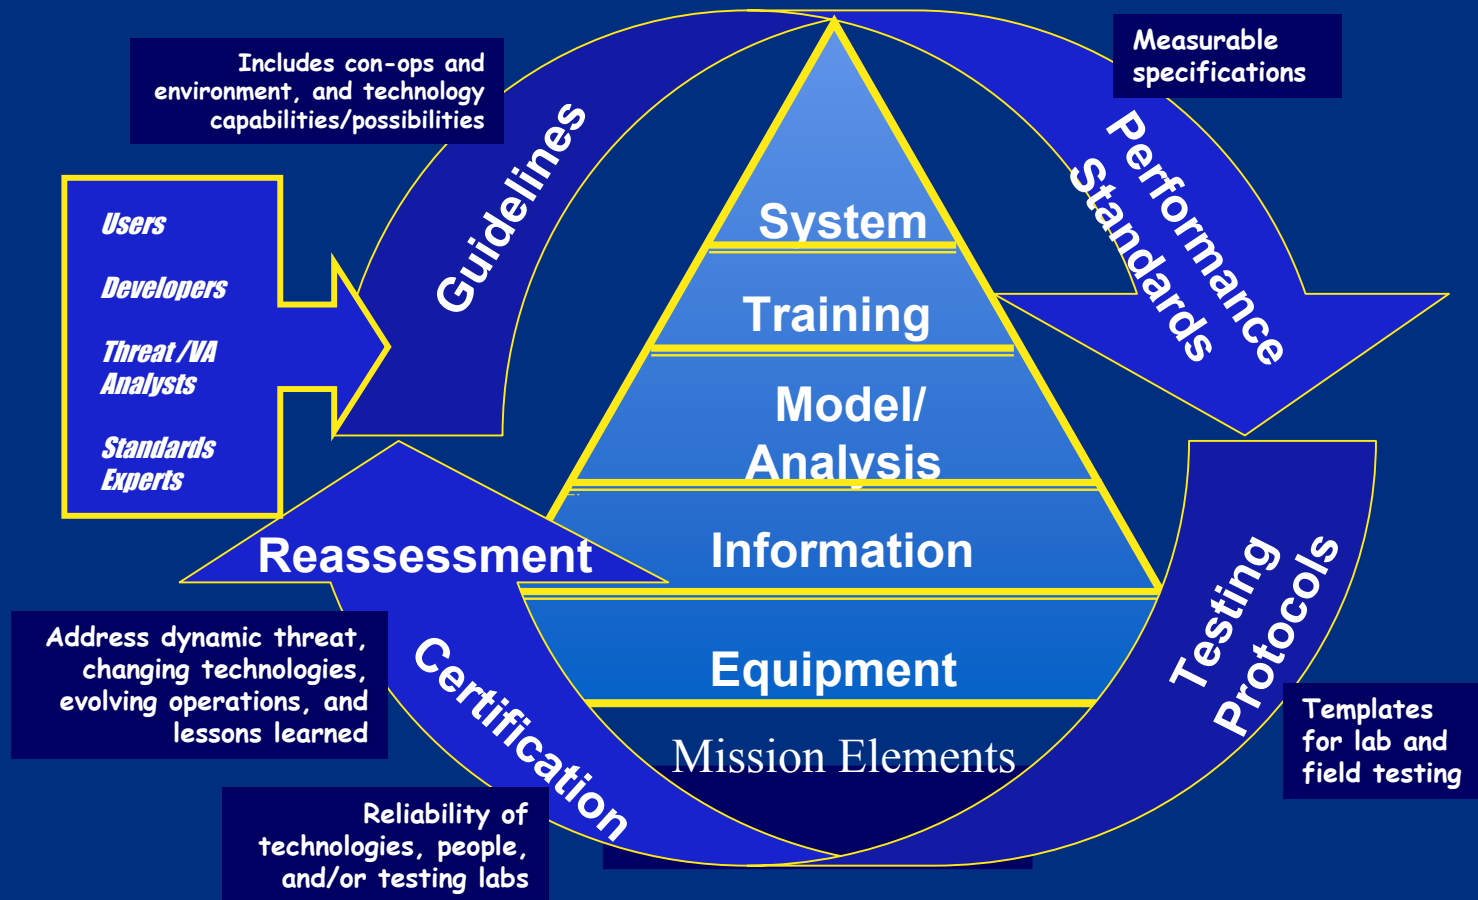 Includes con-ops and
environment, and technology
capabilities/possibilities
Measurable
specifications
Guidelines
Performance
Standards
Users
Developers
Threat /VA
Analysts
Standards
Experts
System
Training
Model/
Analysis
Information
Equipment
Mission Elements
Reassessment
Testing
Protocols
Address dynamic threat,
changing technologies,
evolving operations, and
lessons learned
Certification
Templates
for lab and
field testing
Reliability of
technologies, people,
and/or testing labs